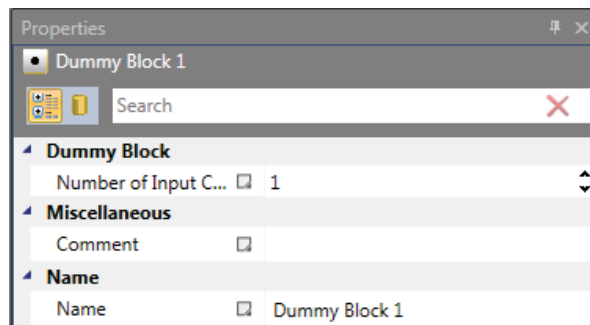 Properties
Dummy Block 1
Search
Dummy Block
Number of Input C... 1
Miscellaneous
Comment
Name
Name Dummy Block 1